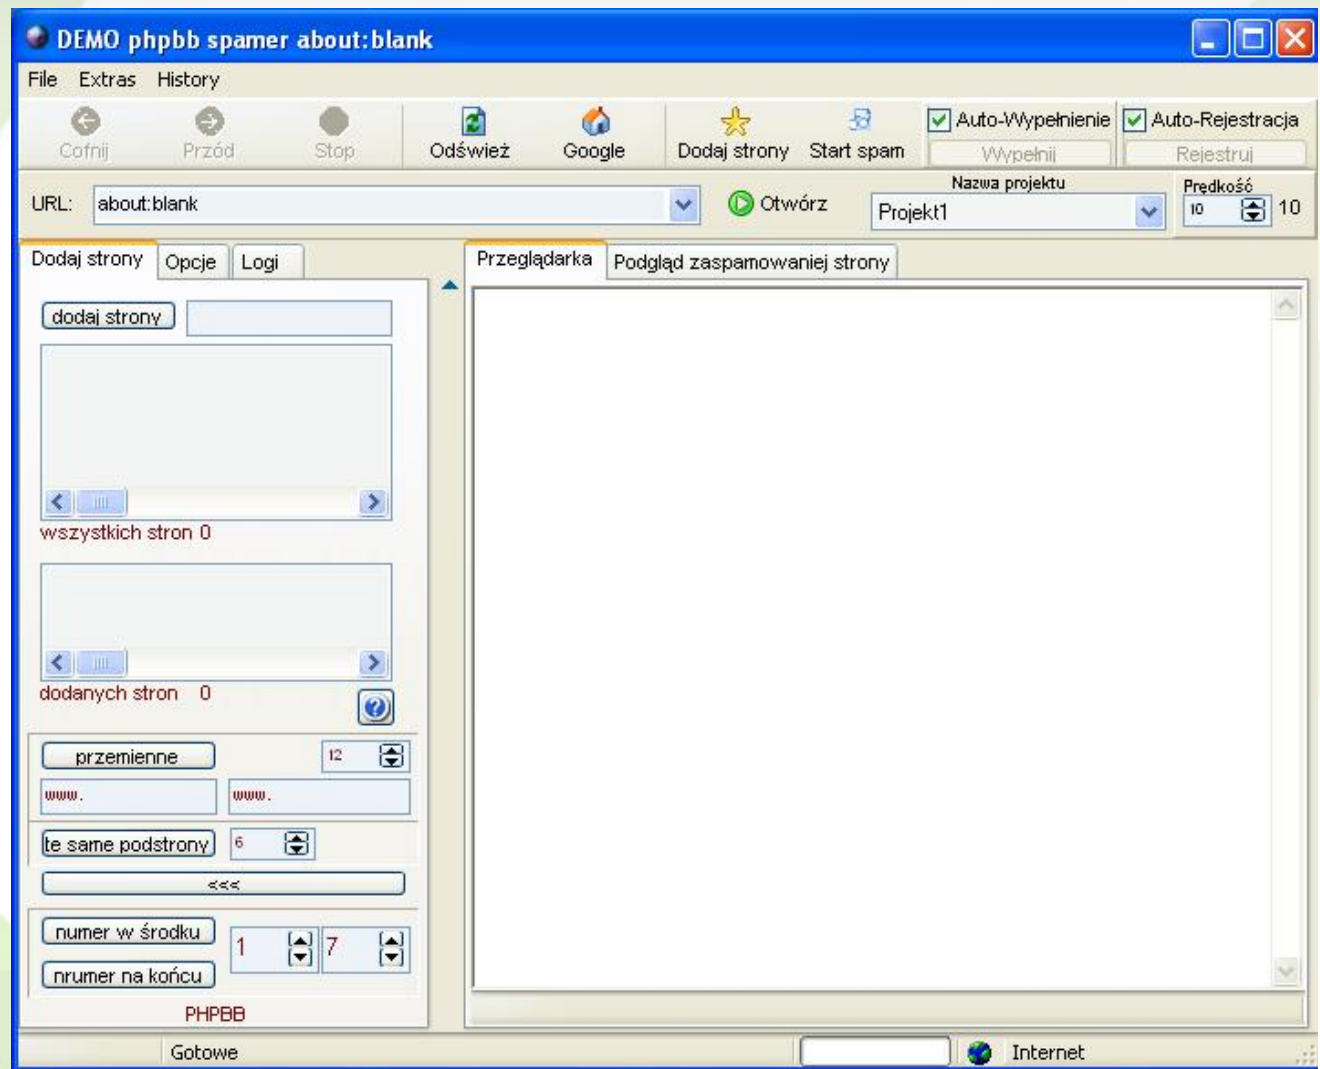 DEMO phpbb spamer about:blank
File Extras History
Cofnij Przód Stop Odśwież Google Dodaj strony Start spam
Auto-Wypełnienie Auto-Rejestracja
Wypełnij Rejestruj
URL: about:blank Otwórz
Nazwa projektu
Projekt1
Prędkość
10 10
Dodaj strony Opcje Logi
Przeglądarka Podgląd zaspamowaniej strony
dodaj strony
wszystkich stron 0
dodanych stron 0
przemienne 12
www. www.
te same podstrony 6
<<<
numer w środku 1 7
nrumer na końcu
PHPBB
Gotowe Internet